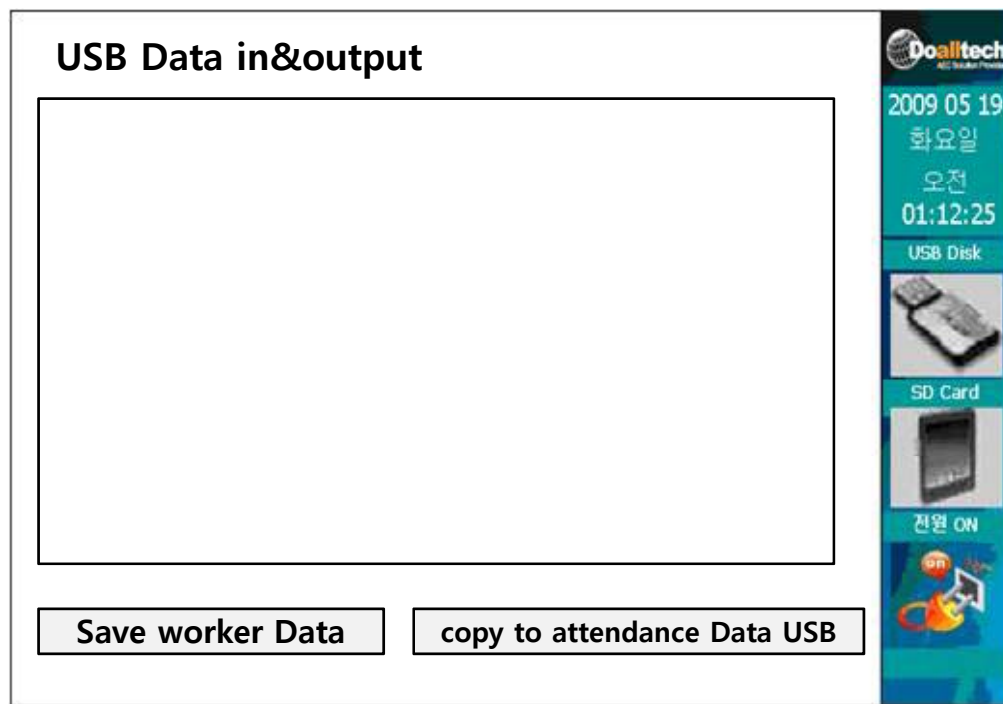 USB Data in&output
Save worker Data
copy to attendance Data USB
Doalltech
2009 05 19
화요일
오전
01:12:25
USB Disk
SD Card
전원 ON
on